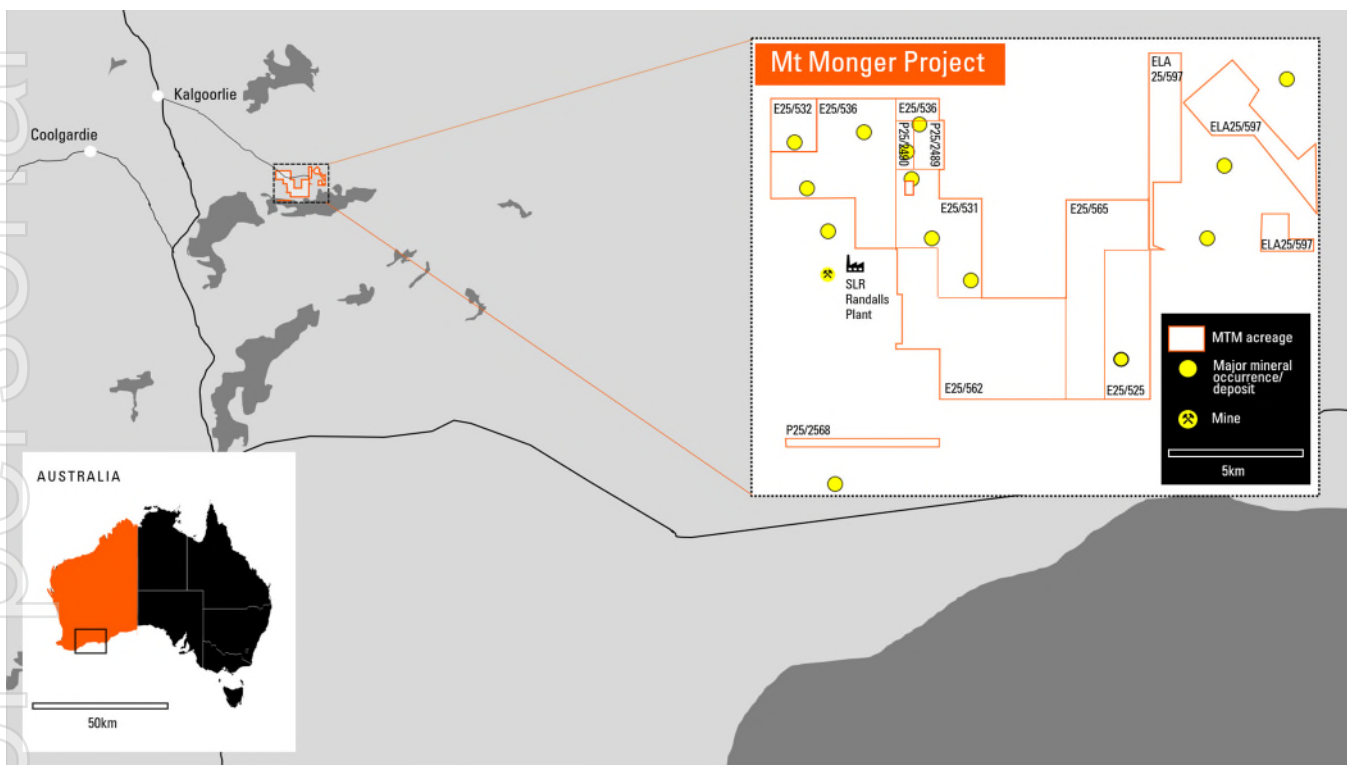 Kalgoorlie
Coolgardie
Mt Monger Project
ELA
25/597
E25/532
E25/536
E25/536
P25/2490
P25/2489
ELA25/597
E25/531
E25/565
ELA25/597
SLR
Randalls
Plant
E25/562
E25/525
P25/2568
MTM acreage
Major mineral
occurrence/
deposit
Mine
5km
AUSTRALIA
50km